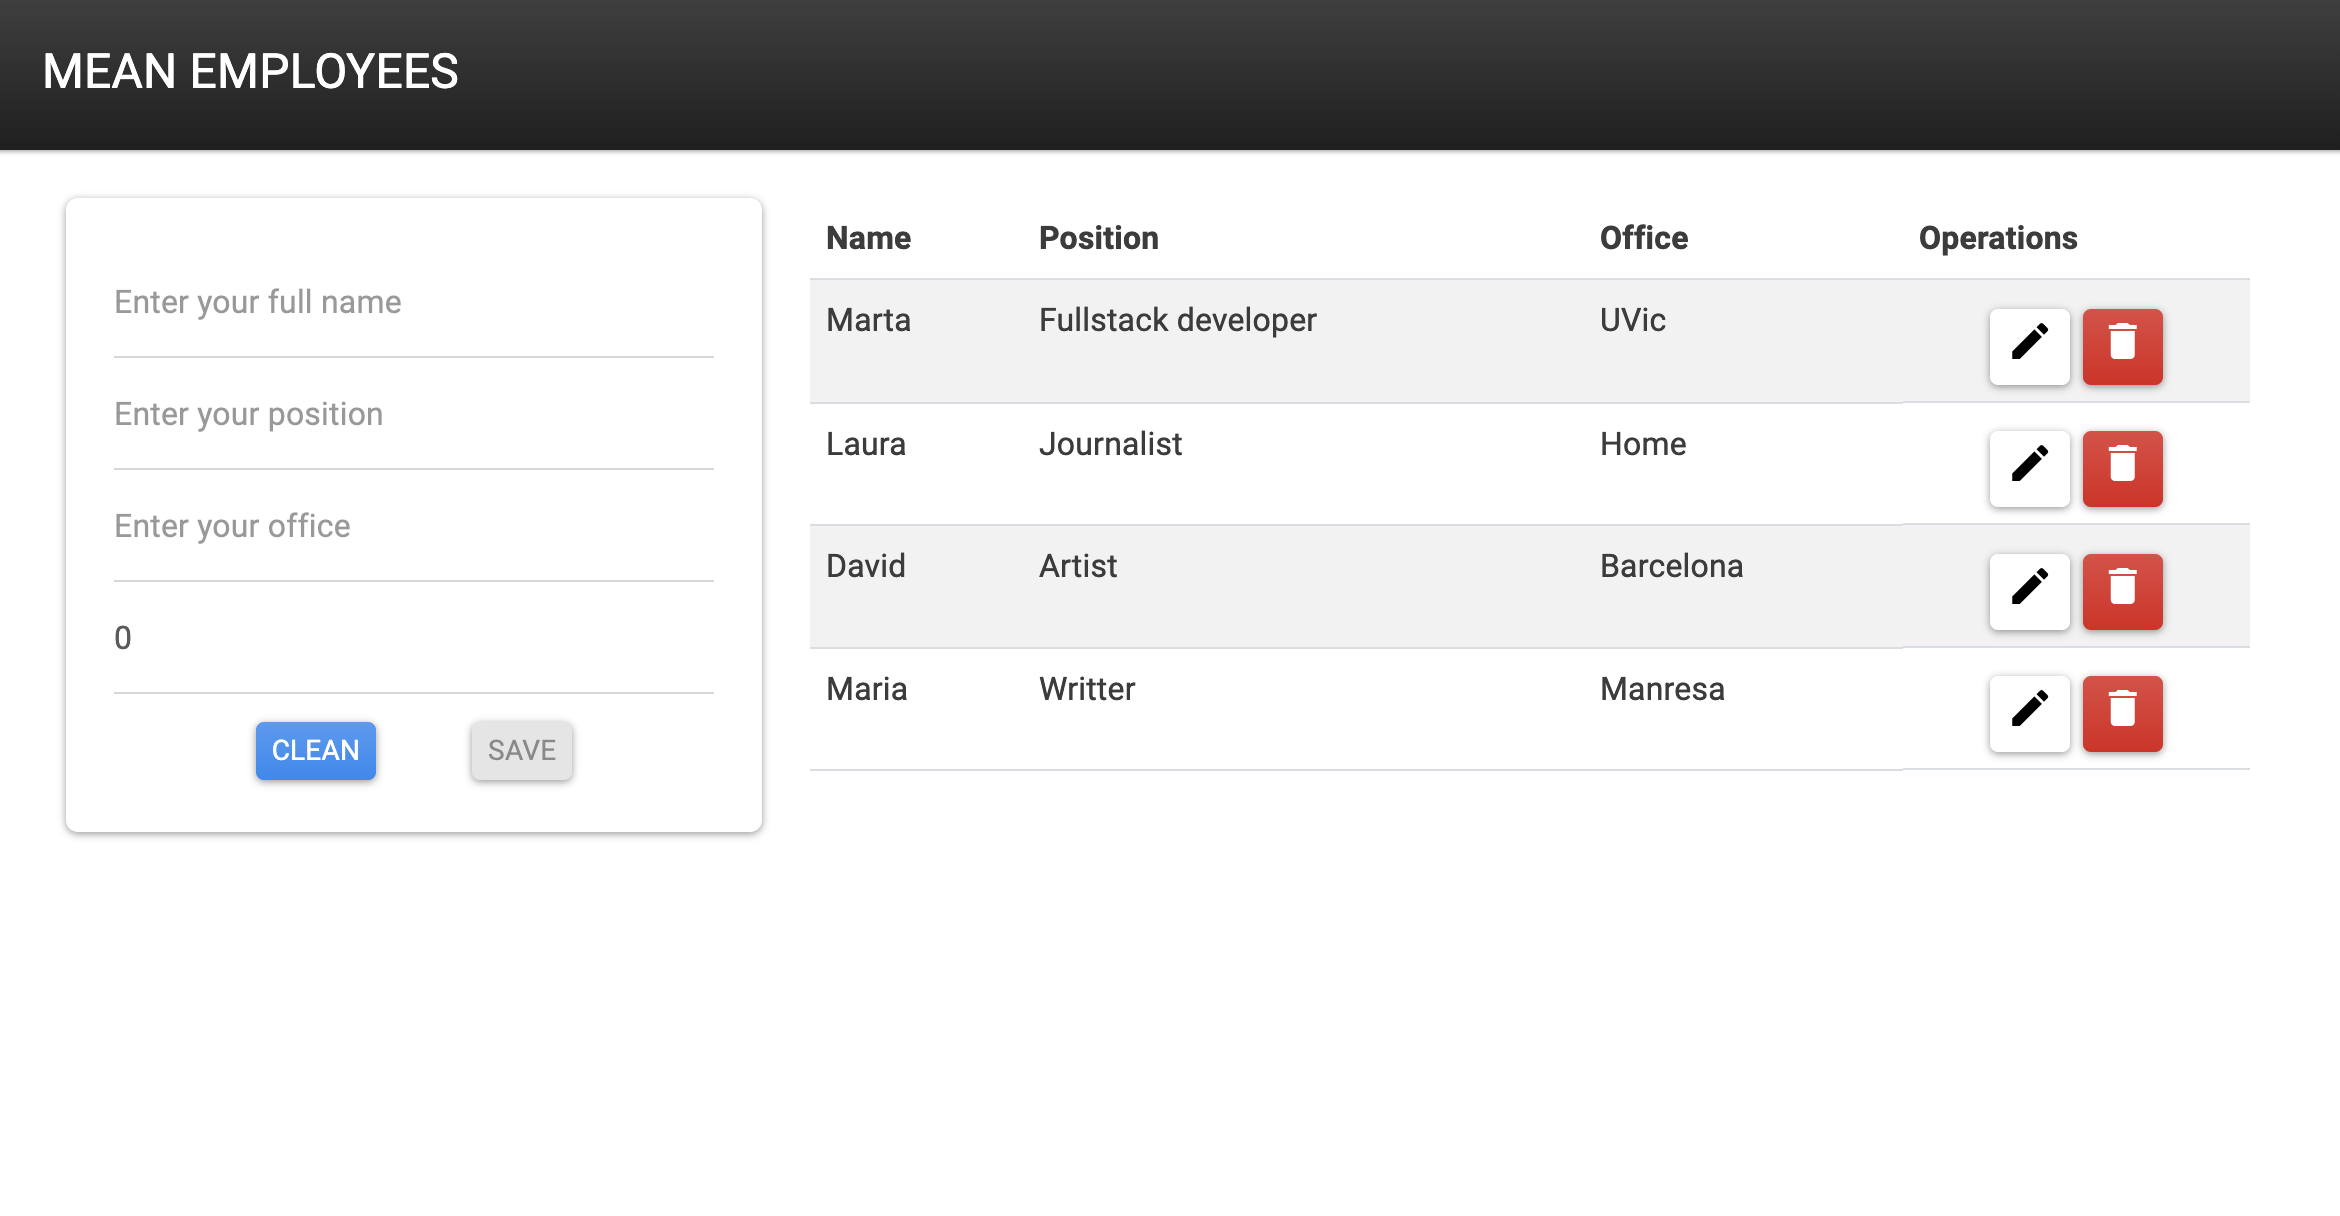 MEAN EMPLOYEES
Enter your full name
Enter your position
Enter your office
0
CLEAN SAVE
Name Position Office Operations
Marta Fullstack developer UVic
Laura Journalist Home
David Artist Barcelona
Maria Writter Manresa